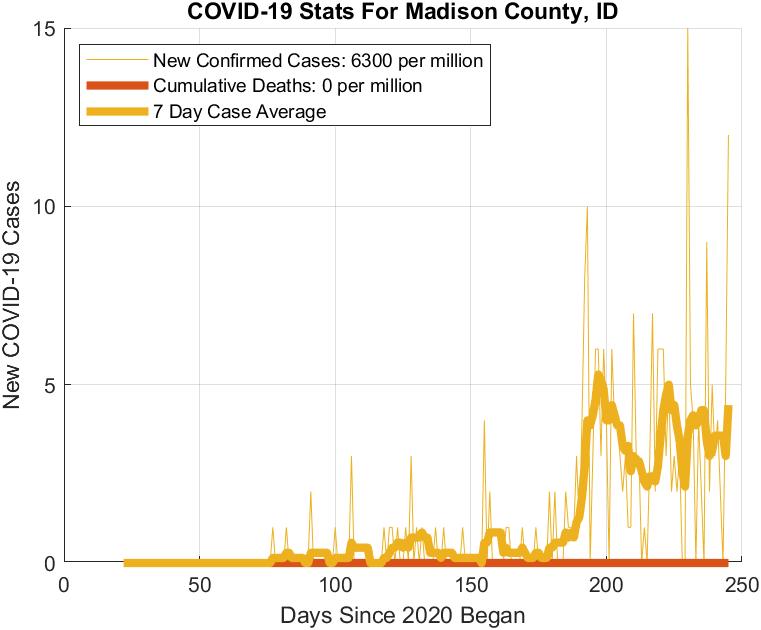 COVID-19 Stats For Madison County, ID
New Confirmed Cases: 6300 per million
Cumulative Deaths: 0 per million
7 Day Case Average
New COVID-19 Cases
15
10
5
0
0 50 100 150 200 250
Days Since 2020 Began